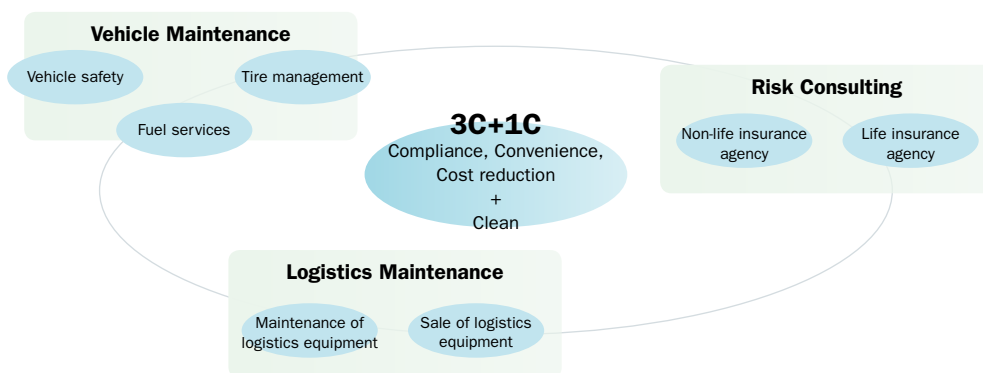 Vehicle Maintenance
Vehicle safety
Tire management
Fuel services
3C+1C
Compliance, Convenience,
Cost reduction
+
Clean
Risk Consulting
Non-life insurance
agency
Life insurance
agency
Logistics Maintenance
Maintenance of
logistics equipment
Sale of logistics
equipment